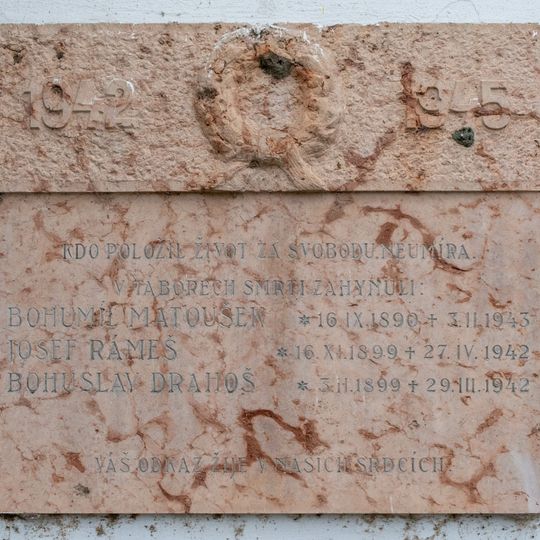 1942 1945
KDO POLOŽIL ŽIVOT ZA SVOBODU, NEUMÍRÁ.
V TÁBOŘECH SMRTI ZAHYNULI:
BOHUMIL MATOUŠEK * 16. IX. 1890 + 3. II. 1943
JOSEF RÁMEŠ * 16. XI. 1899 + 27. IV. 1942
BOHUSLAV DRAHOŠ * 3. II. 1899 + 29. III. 1942
VÁŠ ODKAZ ŽIJE V NAŠICH SRDCÍCH.